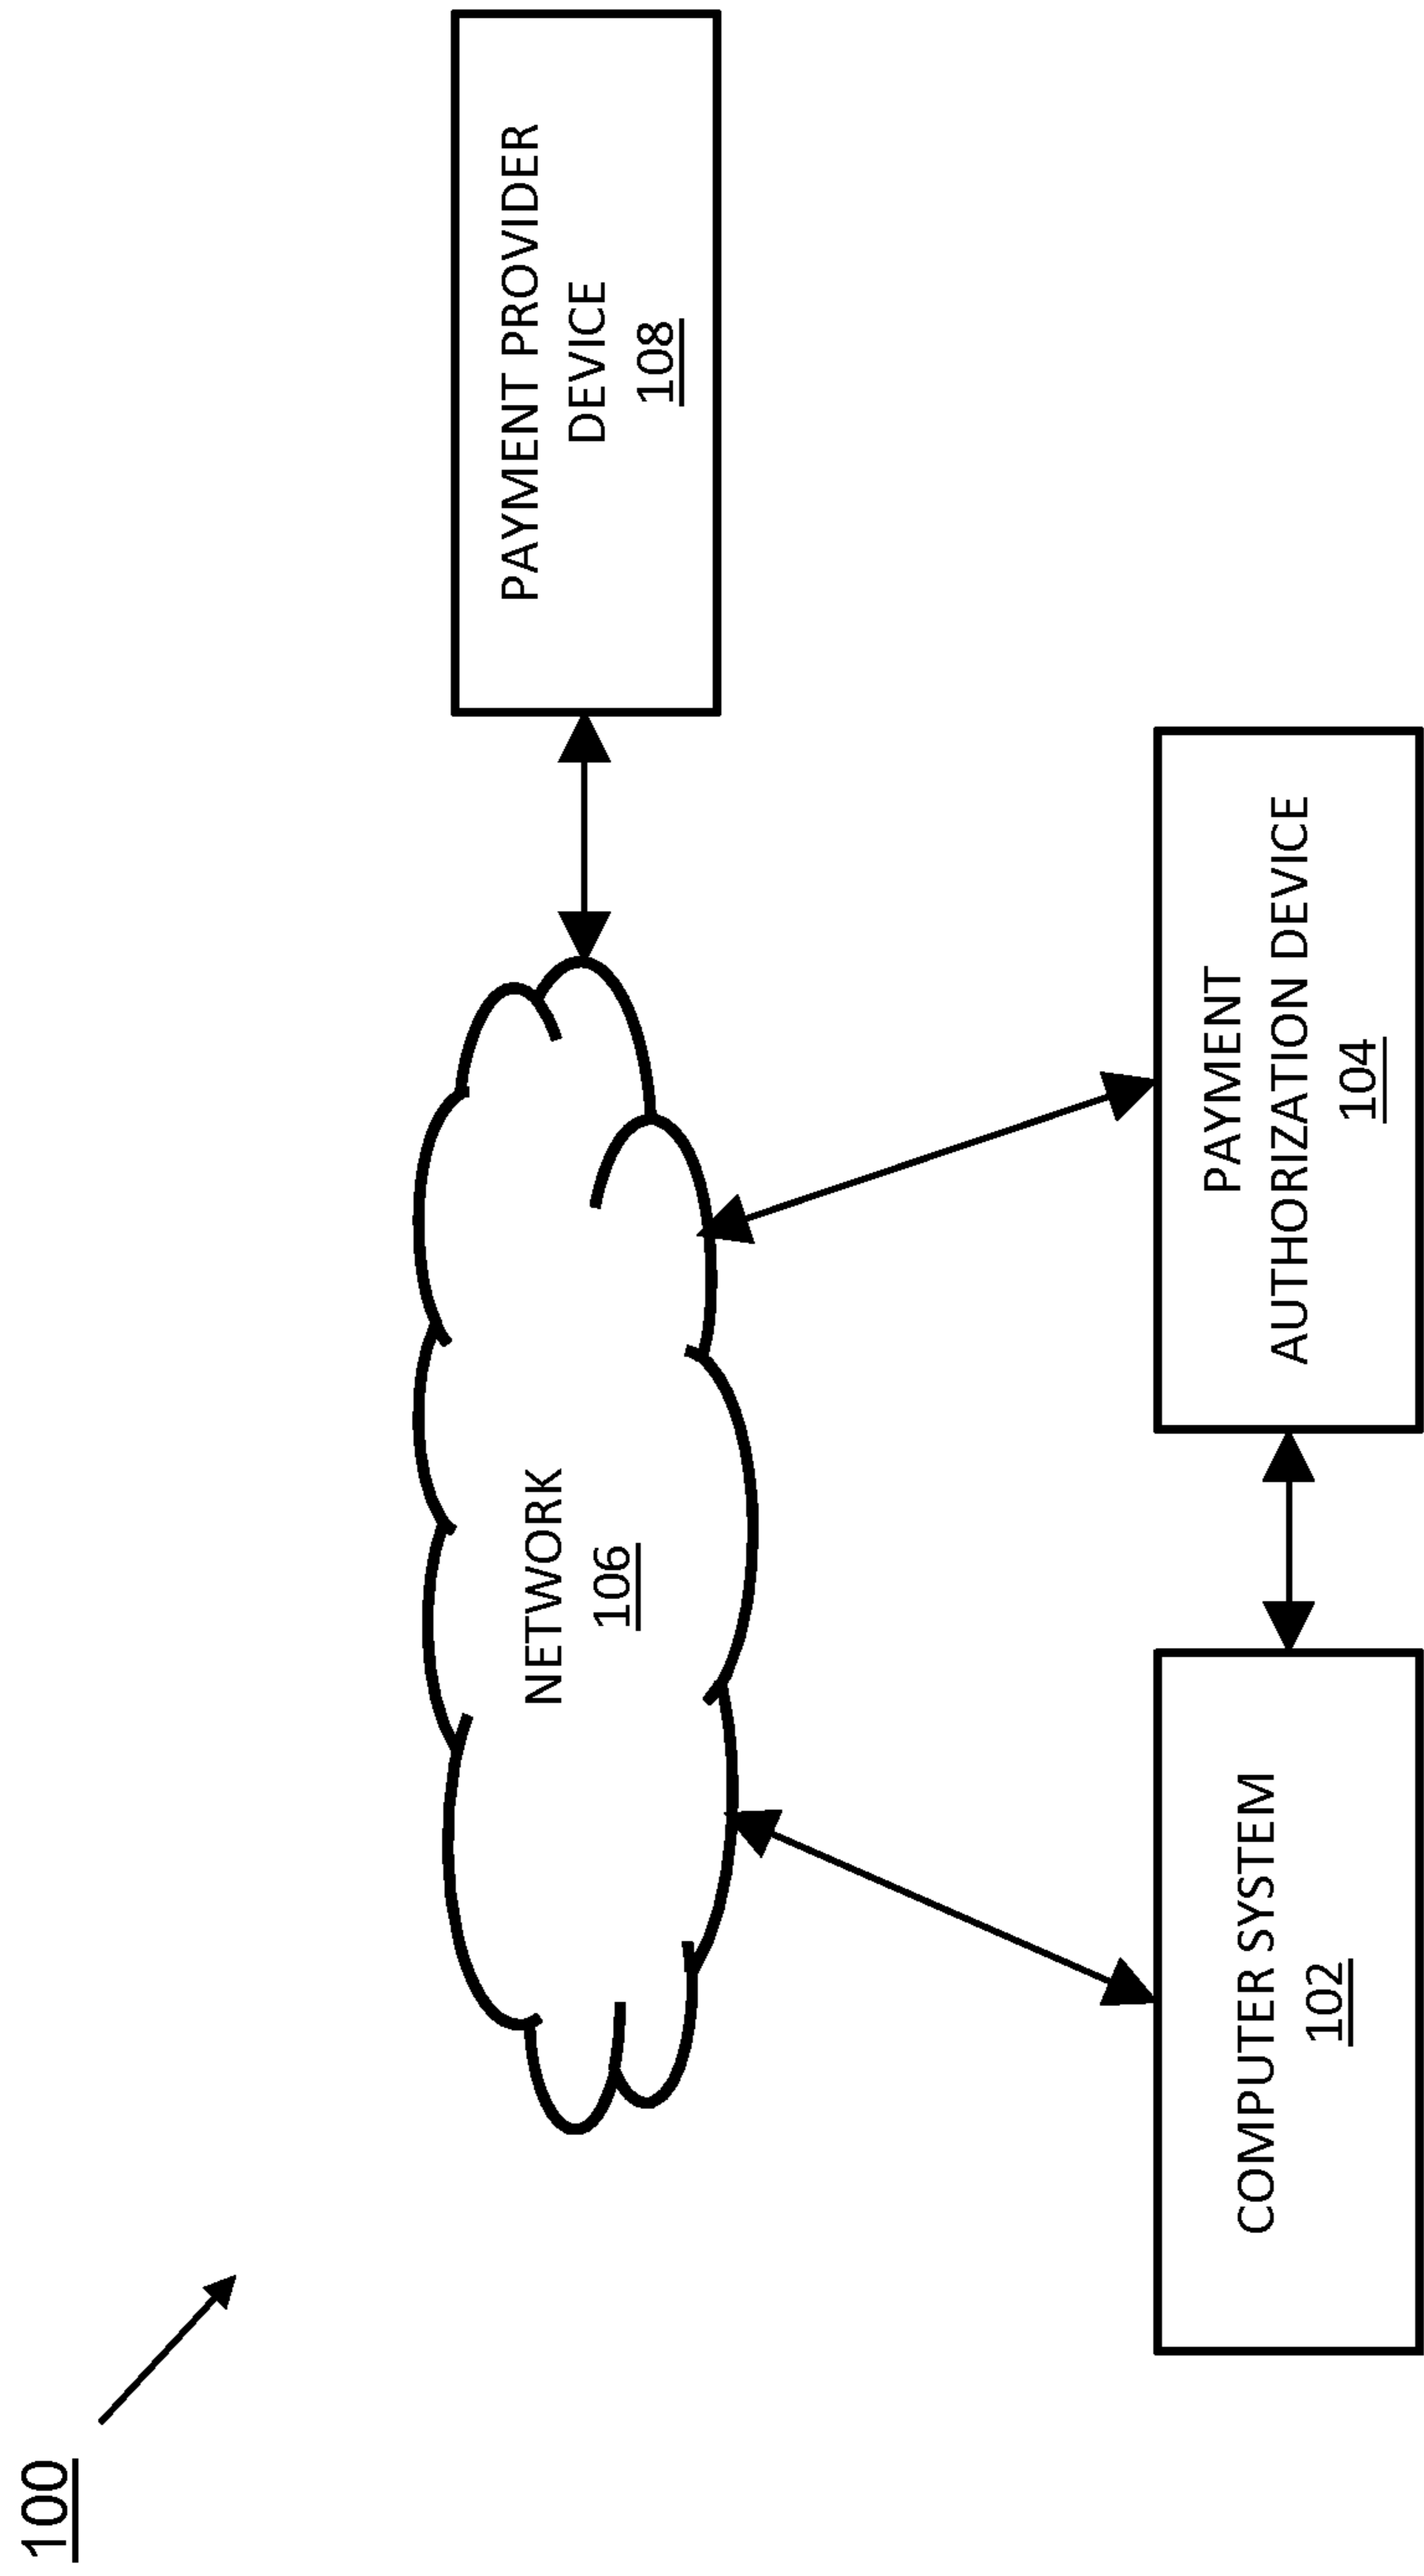 100
NETWORK
106
PAYMENT PROVIDER
DEVICE
108
COMPUTER SYSTEM
102
PAYMENT
AUTHORIZATION DEVICE
104